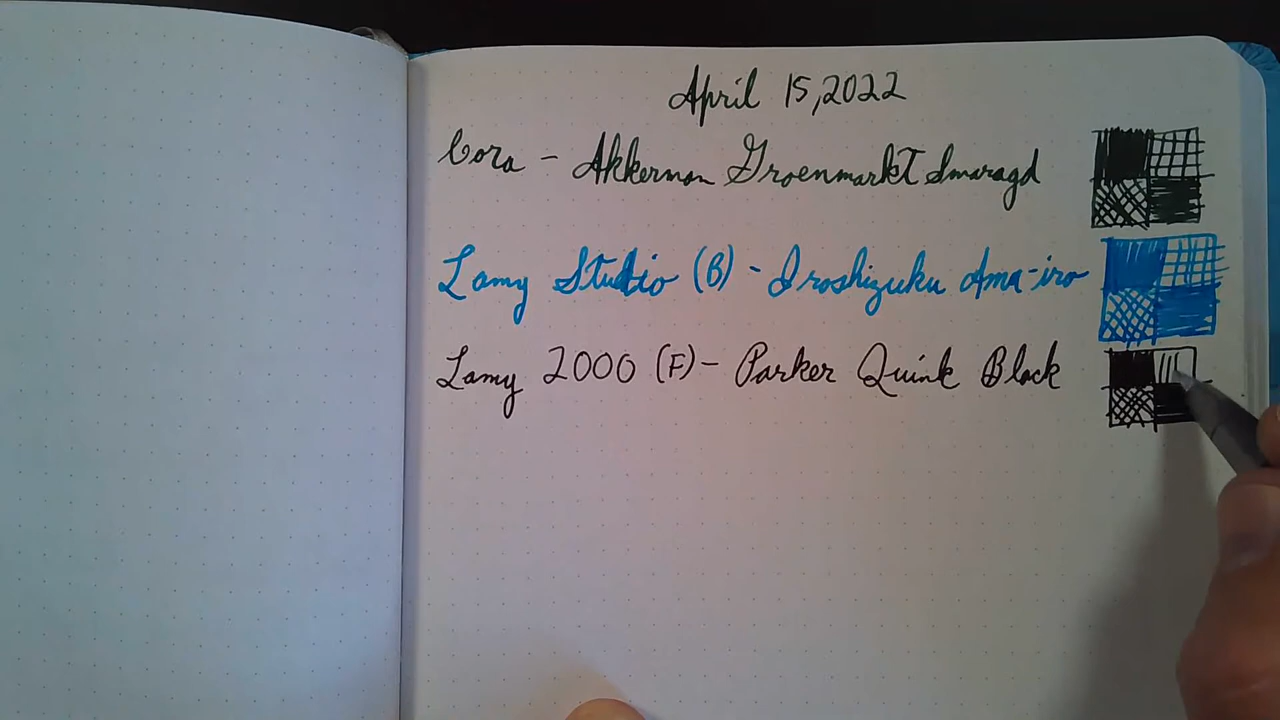 April 15, 2022
Cora - Akkerman Groenmarkt Smaragd
Lamy Studio (B) - Iroshizuku Ama-iro
Lamy 2000 (F) - Parker Quink Black